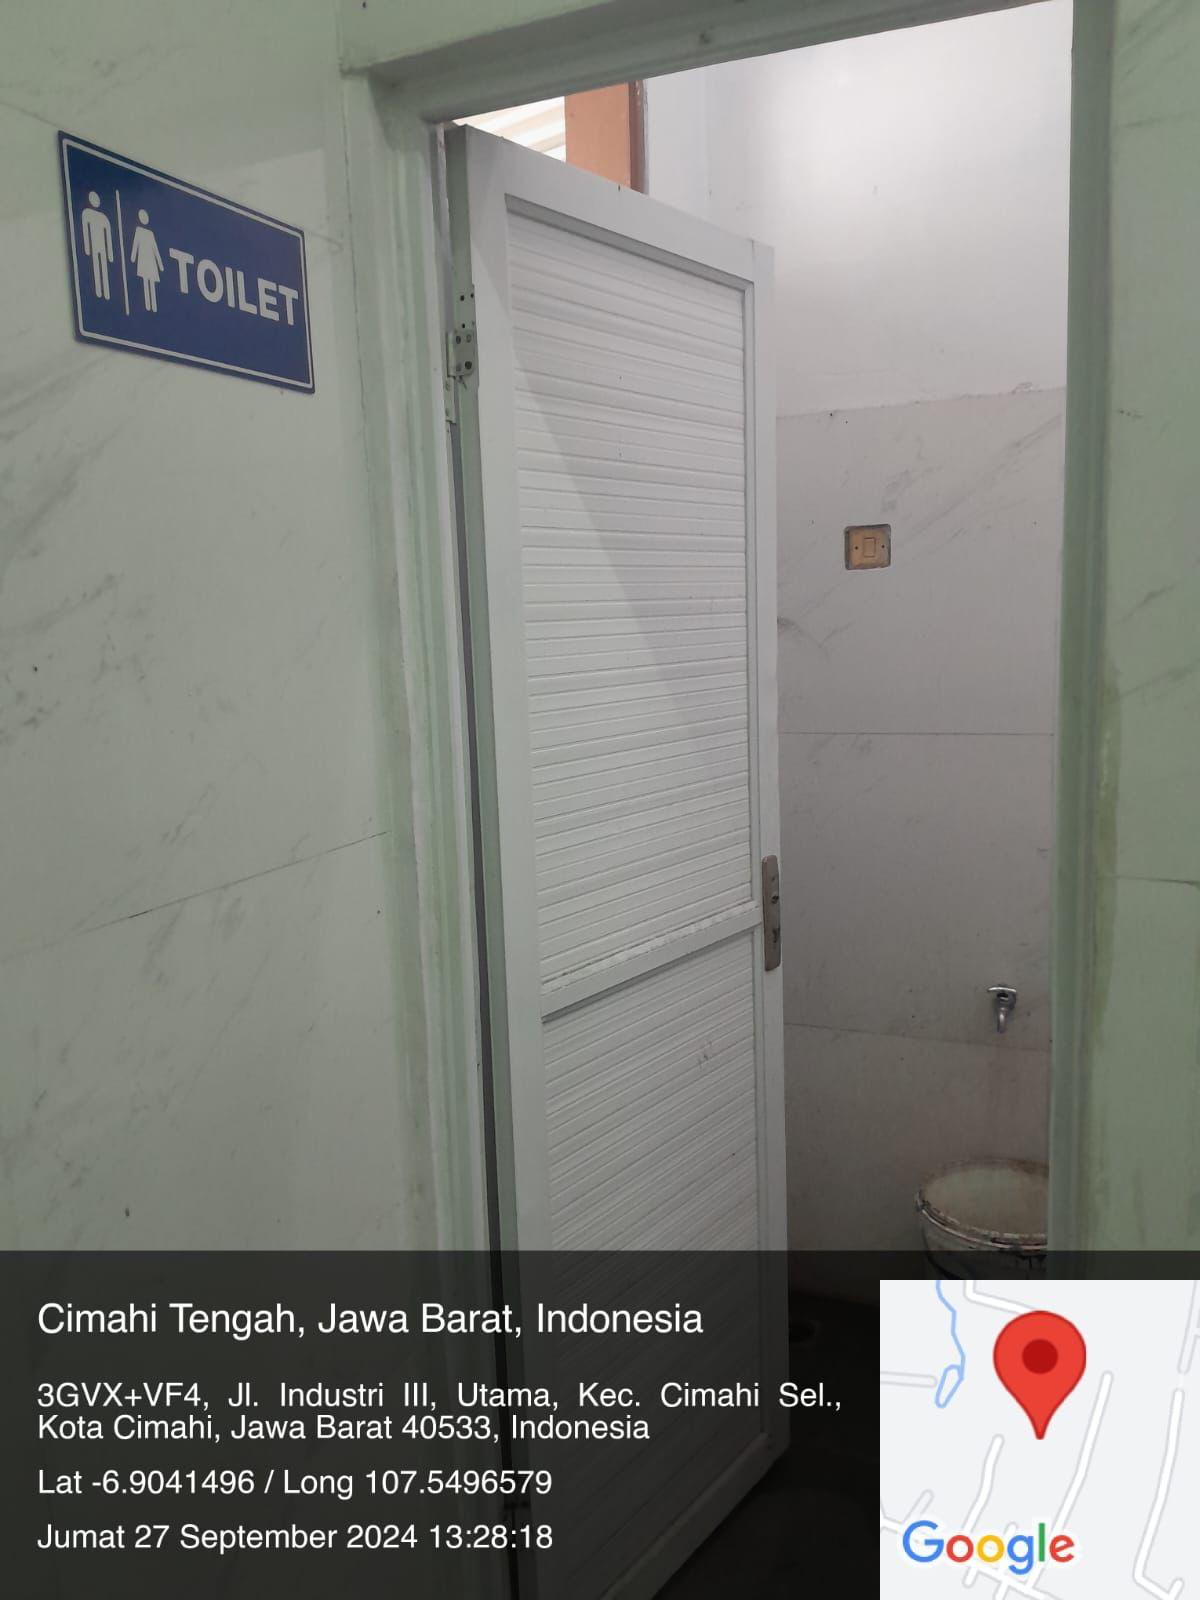 TOILET
Cimahi Tengah, Jawa Barat, Indonesia
3GVX+VF4, Jl. Industri III, Utama, Kec. Cimahi Sel.,
Kota Cimahi, Jawa Barat 40533, Indonesia
Lat -6.9041496 / Long 107.5496579
Jumat 27 September 2024 13:28:18
Google